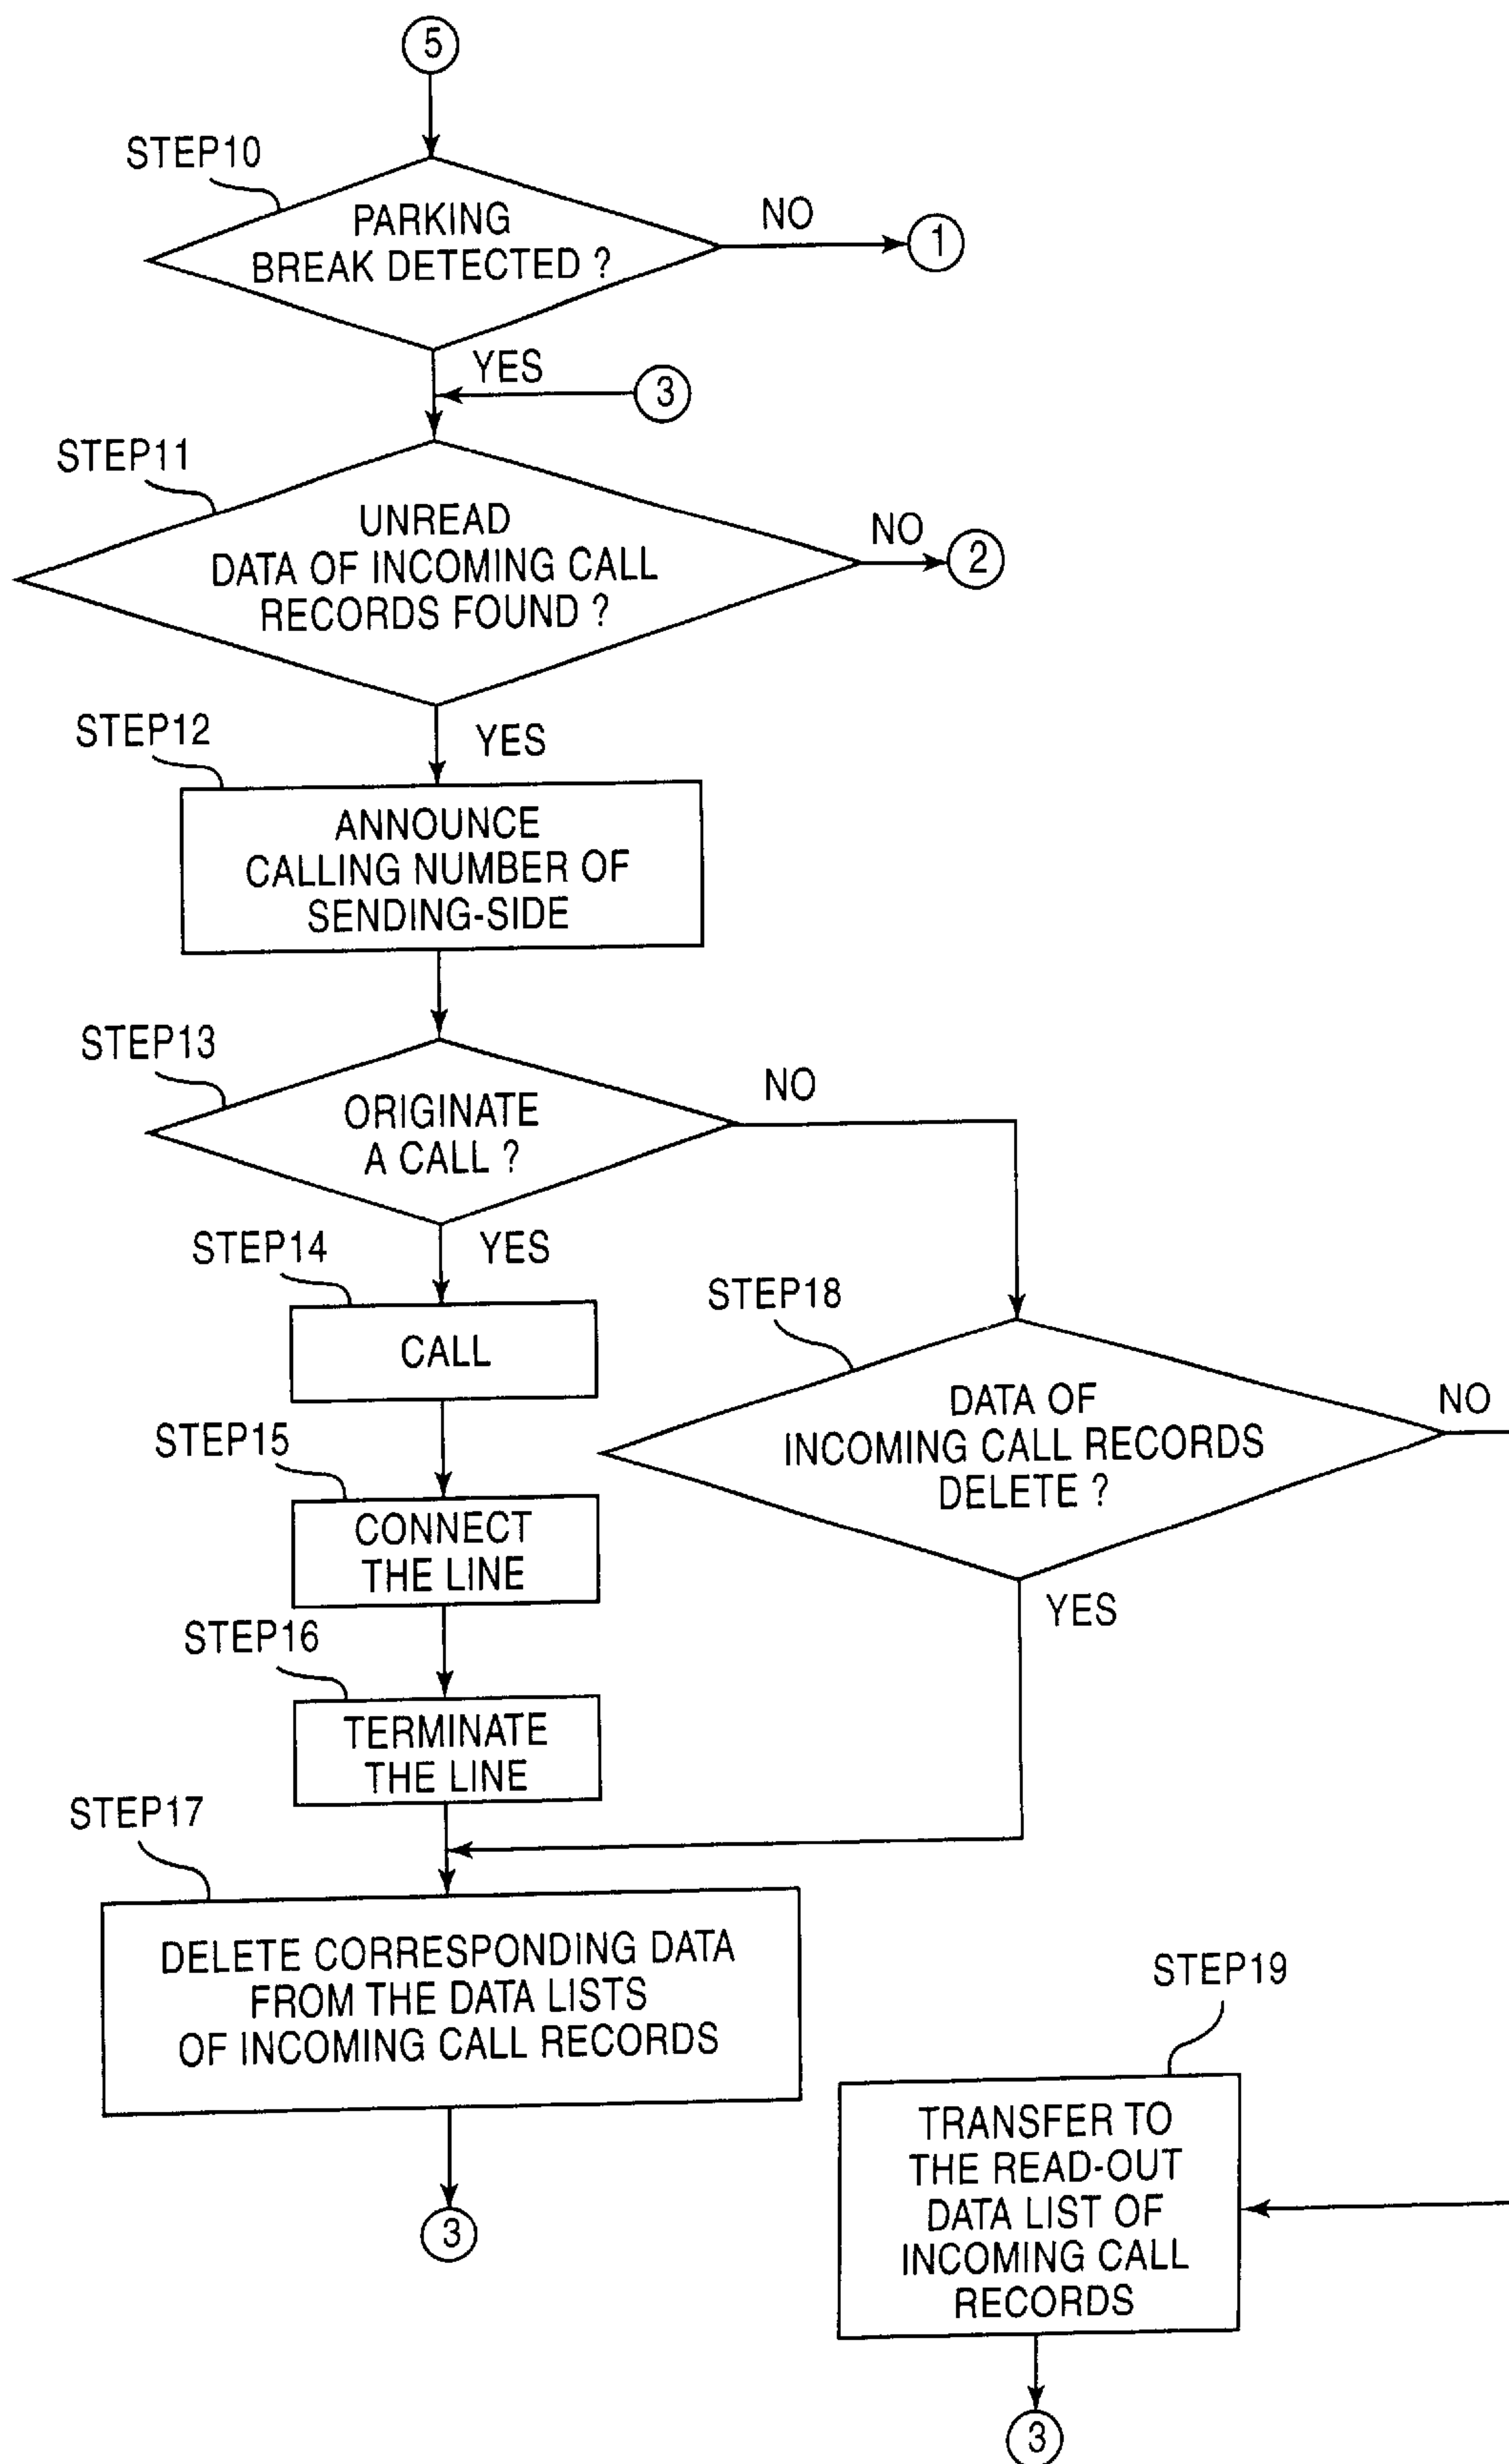 5
STEP10
PARKING
BREAK DETECTED ?
NO
1
YES
3
STEP11
UNREAD
DATA OF INCOMING CALL
RECORDS FOUND ?
NO
2
YES
STEP12
ANNOUNCE
CALLING NUMBER OF
SENDING-SIDE
STEP13
ORIGINATE
A CALL ?
NO
YES
STEP14
CALL
STEP15
CONNECT
THE LINE
STEP16
TERMINATE
THE LINE
STEP18
DATA OF
INCOMING CALL RECORDS
DELETE ?
NO
YES
STEP17
DELETE CORRESPONDING DATA
FROM THE DATA LISTS
OF INCOMING CALL RECORDS
3
STEP19
TRANSFER TO
THE READ-OUT
DATA LIST OF
INCOMING CALL
RECORDS
3